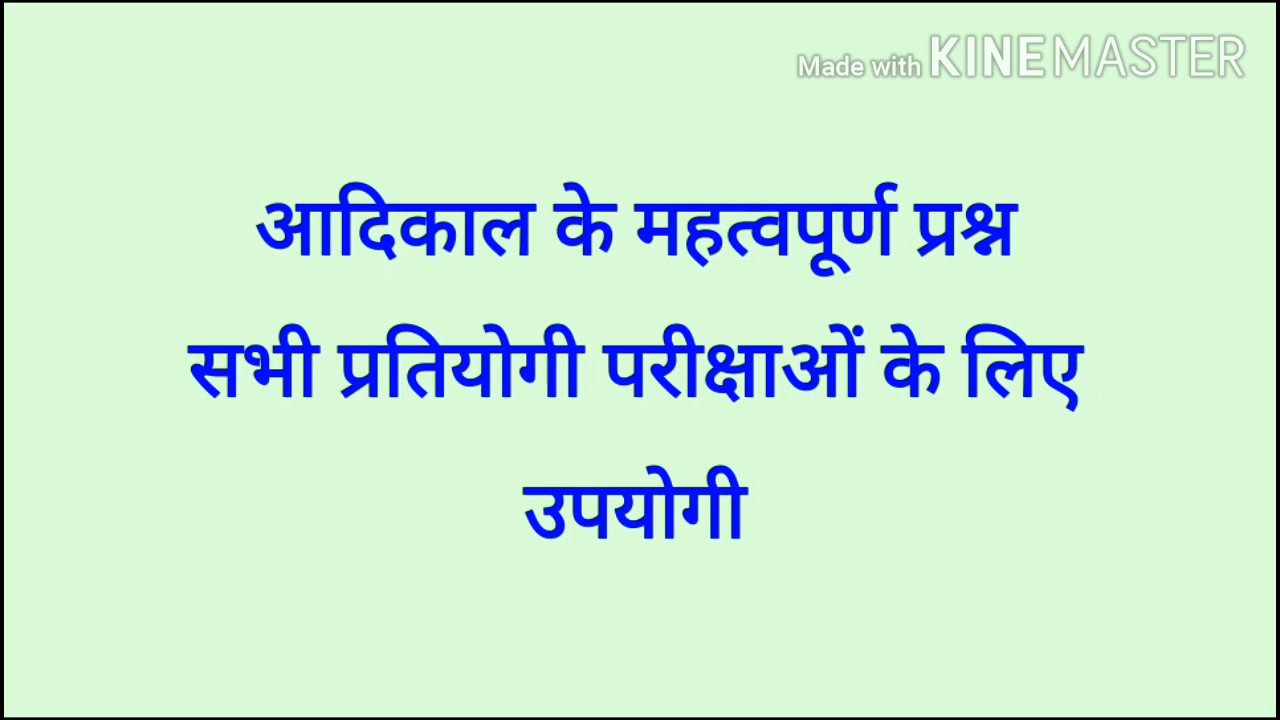 Made with KINEMASTER
आदिकाल के महत्वपूर्ण प्रश्न
सभी प्रतियोगी परीक्षाओं के लिए
उपयोगी